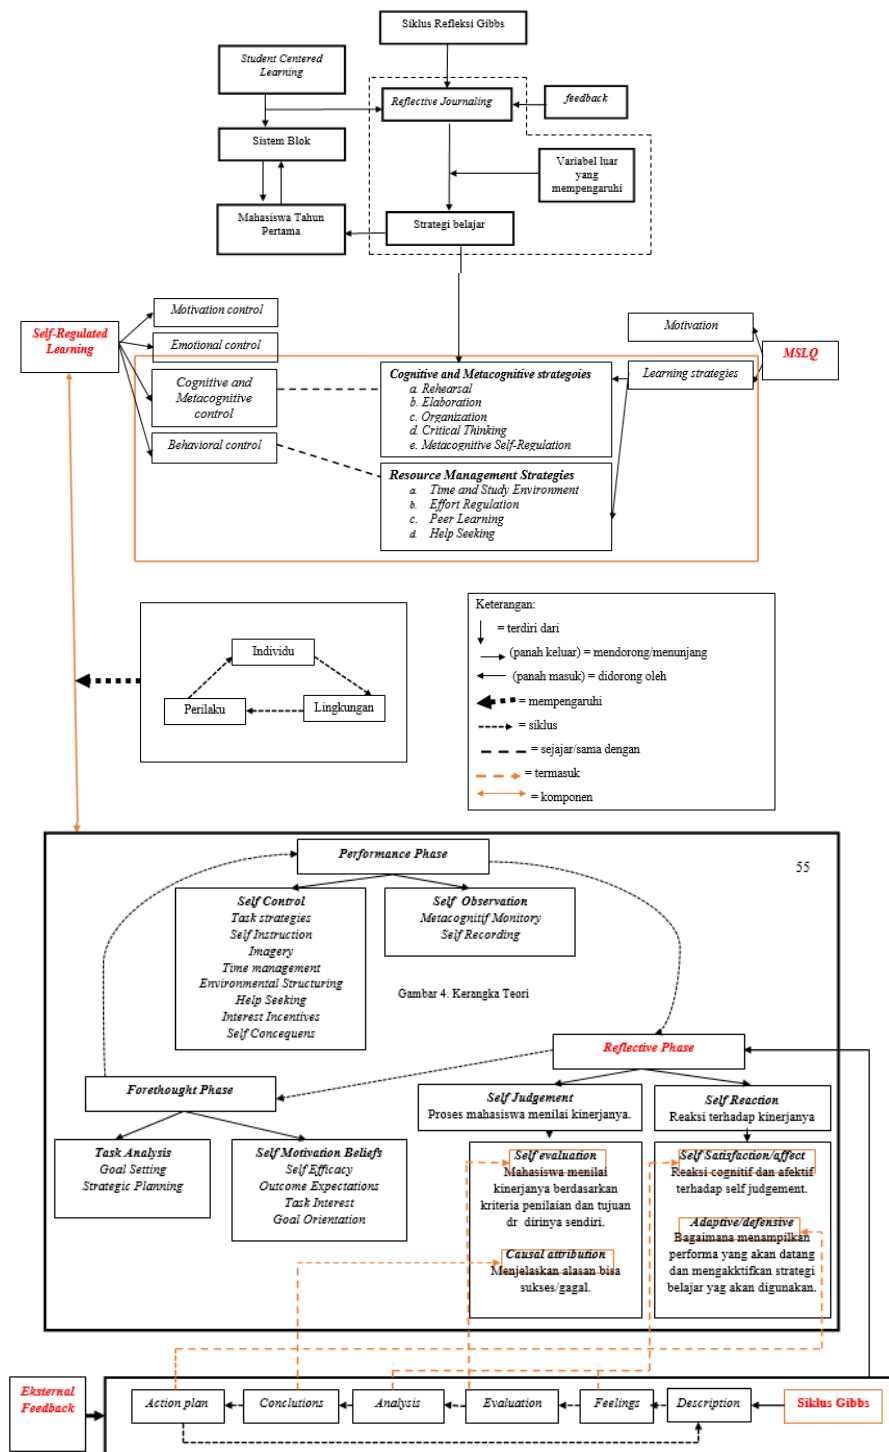 Siklus Refleksi Gibbs
Student Centered
Learning
Reflective Journaling
feedback
Sistem Blok
Variabel luar
yang
mempengaruhi
Mahasiswa Tahun
Pertama
Strategi belajar
Motivation control
Self-Regulated
Learning
Emotional control
Motivation
MSLQ
Cognitive and
Metacognitive
control
Cognitive and Metacognitive strategoies
a. Rehearsal
b. Elaboration
c. Organization
d. Critical Thinking
e. Metacognitive Self-Regulation
Learning strategies
Behavioral control
Resource Management Strategies
a. Time and Study Environment
b. Effort Regulation
c. Peer Learning
d. Help Seeking
Individu
Perilaku
Lingkungan
Keterangan:
= terdiri dari
(panah keluar) = mendorong/menunjang
(panah masuk) = didorong oleh
= mempengaruhi
= siklus
= sejajar/sama dengan
= termasuk
= komponen
55
Performance Phase
Self Control
Task strategies
Self Instruction
Imagery
Time management
Environmental Structuring
Help Seeking
Interest Incentives
Self Concequens
Self Observation
Metacognitif Monitory
Self Recording
Gambar 4. Kerangka Teori
Reflective Phase
Forethought Phase
Self Judgement
Proses mahasiswa menilai kinerjanya.
Self Reaction
Reaksi terhadap kinerjanya
Task Analysis
Goal Setting
Strategic Planning
Self Motivation Beliefs
Self Efficacy
Outcome Expectations
Task Interest
Goal Orientation
Self evaluation
Mahasiswa menilai
kinerjanya berdasarkan
kriteria penilaian dan tujuan
dr dirinya sendiri.
Causal attribution
Menjelaskan alasan bisa
sukses/gagal.
Self Satisfaction/affect
Reaksi cognitif dan afektif
terhadap self judgement.
Adaptive/defensive
Bagaimana menampilkan
performa yang akan datang
dan mengakktifkan strategi
belajar yag akan digunakan.
Eksternal
Feedback
Action plan
Conclutions
Analysis
Evaluation
Feelings
Description
Siklus Gibbs